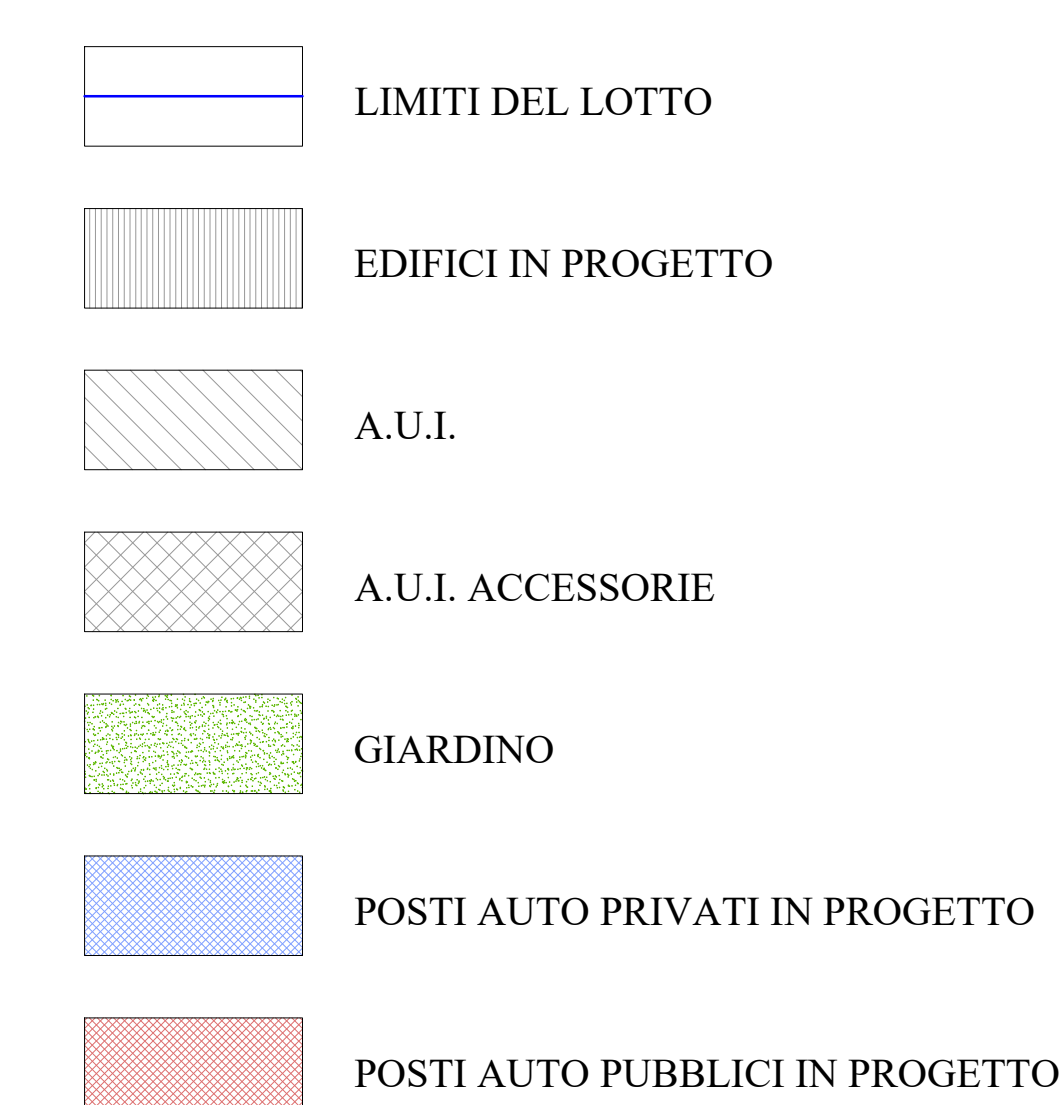 LIMITI DEL LOTTO
EDIFICI IN PROGETTO
A.U.I.
A.U.I. ACCESSORIE
GIARDINO
POSTI AUTO PRIVATI IN PROGETTO
POSTI AUTO PUBBLICI IN PROGETTO